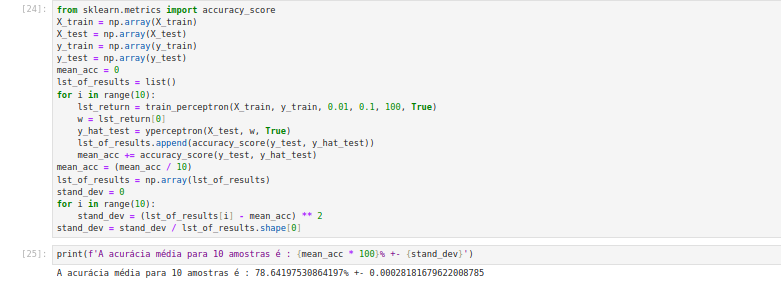 [24]: from sklearn.metrics import accuracy_score
X_train = np.array(X_train)
X_test = np.array(X_test)
y_train = np.array(y_train)
y_test = np.array(y_test)
mean_acc = 0
lst_of_results = list()
for i in range(10):
    lst_return = train_perceptron(X_train, y_train, 0.01, 0.1, 100, True)
    w = lst_return[0]
    y_hat_test = yperceptron(X_test, w, True)
    lst_of_results.append(accuracy_score(y_test, y_hat_test))
    mean_acc += accuracy_score(y_test, y_hat_test)
mean_acc = (mean_acc / 10)
lst_of_results = np.array(lst_of_results)
stand_dev = 0
for i in range(10):
    stand_dev = (lst_of_results[i] - mean_acc) ** 2
stand_dev = stand_dev / lst_of_results.shape[0]
[25]: print(f'A acurácia média para 10 amostras é : {mean_acc * 100}% +- {stand_dev}')
A acurácia média para 10 amostras é : 78.64197530864197% +- 0.00028181679622008785